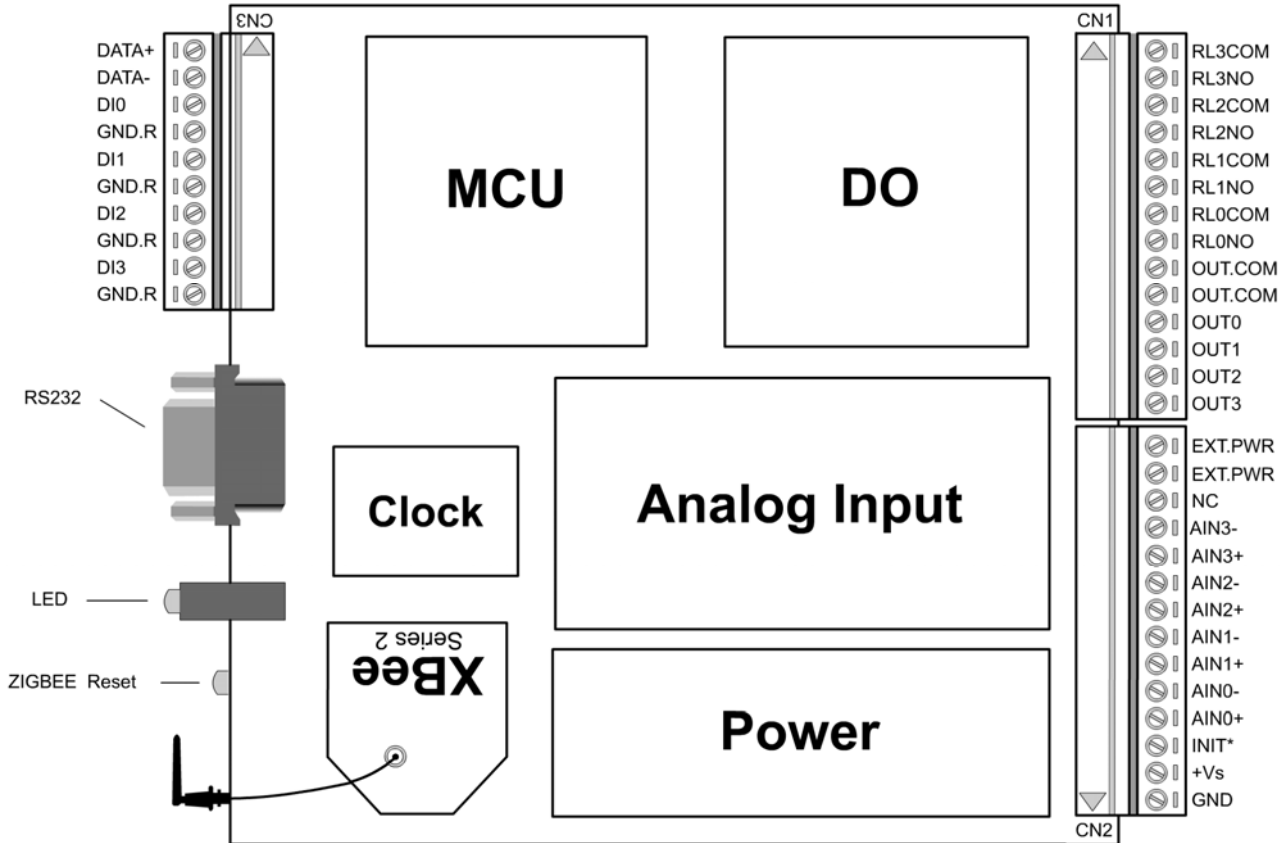 CN3
DATA+
DATA-
DI0
GND.R
DI1
GND.R
DI2
GND.R
DI3
GND.R
RS232
LED
ZIGBEE Reset
MCU
DO
Clock
Analog Input
XBee
Series 2
Power
CN1
RL3COM
RL3NO
RL2COM
RL2NO
RL1COM
RL1NO
RL0COM
RL0NO
OUT.COM
OUT.COM
OUT0
OUT1
OUT2
OUT3
EXT.PWR
EXT.PWR
NC
AIN3-
AIN3+
AIN2-
AIN2+
AIN1-
AIN1+
AIN0-
AIN0+
INIT*
+Vs
GND
CN2